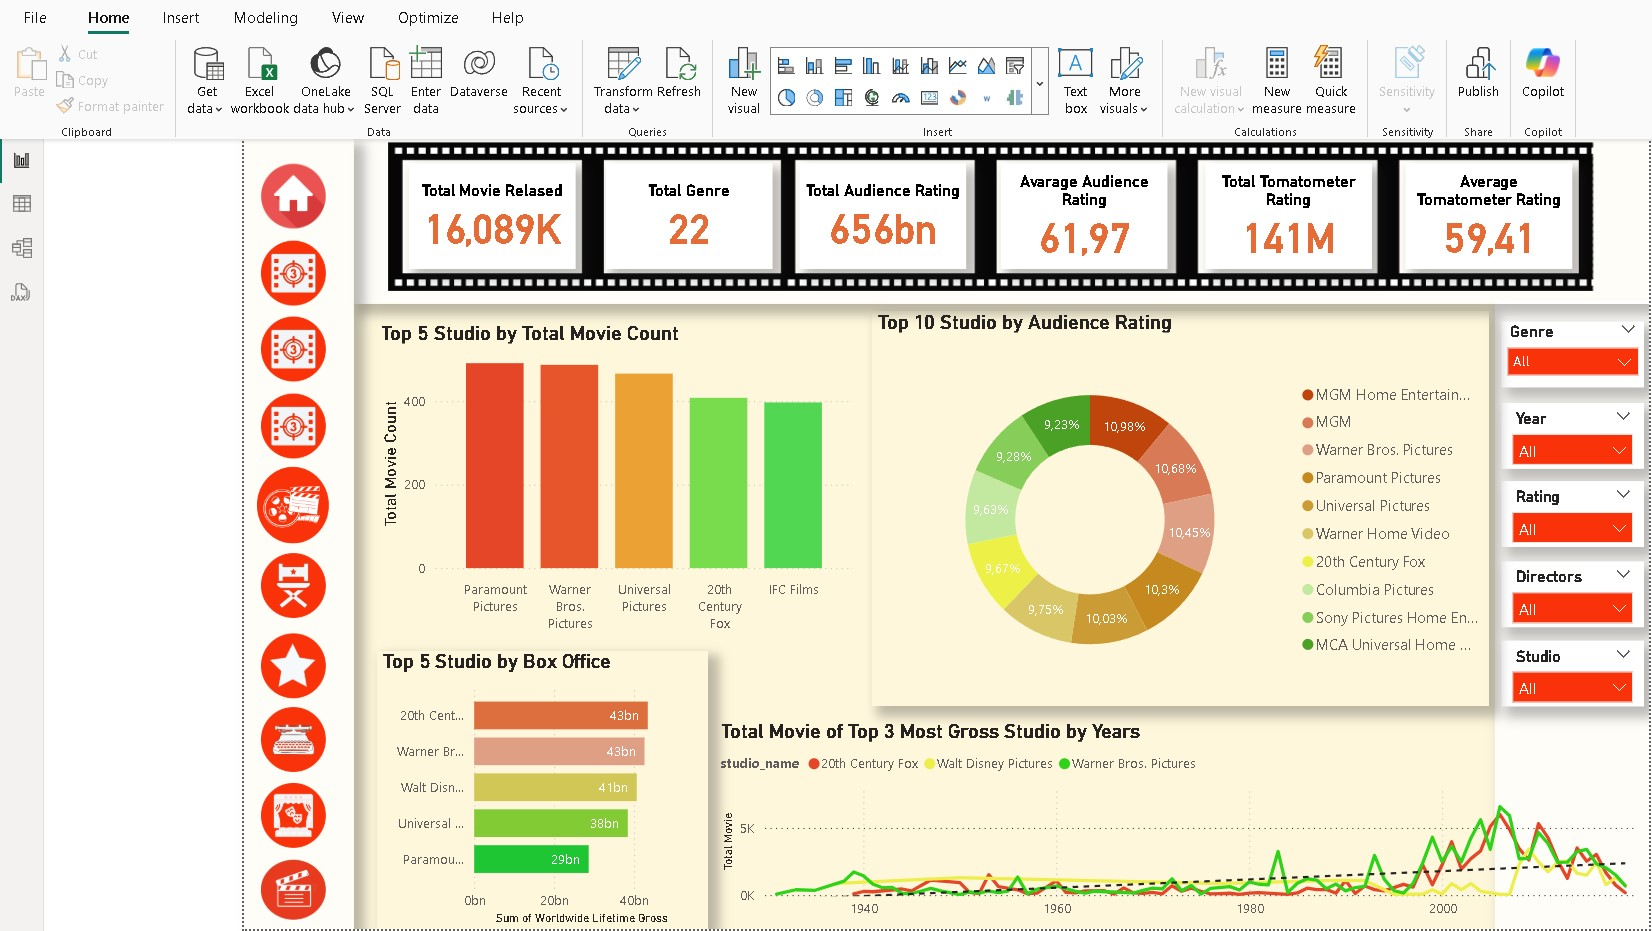 File Home Insert Modeling View Optimize Help
Paste
Cut
Copy
Format painter
Clipboard
Get data
Excel workbook
OneLake data hub
SQL Server
Enter data
Dataverse
Recent sources
Data
Transform data
Refresh
Queries
New visual
Text box
More visuals
Insert
New visual calculation
New measure
Quick measure
Calculations
Sensitivity
Sensitivity
Publish
Share
Copilot
Copilot
Total Movie Relased
16,089K
Total Genre
22
Total Audience Rating
656bn
Avarage Audience
Rating
61,97
Total Tomatometer
Rating
141M
Average
Tomatometer Rating
59,41
Top 5 Studio by Total Movie Count
Total Movie Count
400
200
0
Paramount
Pictures
Warner
Bros.
Pictures
Universal
Pictures
20th
Century
Fox
IFC Films
Top 10 Studio by Audience Rating
10,98%
10,68%
10,45%
10,3%
10,03%
9,75%
9,67%
9,63%
9,28%
9,23%
MGM Home Entertain...
MGM
Warner Bros. Pictures
Paramount Pictures
Universal Pictures
Warner Home Video
20th Century Fox
Columbia Pictures
Sony Pictures Home En...
MCA Universal Home ...
Genre
All
Year
All
Rating
All
Directors
All
Studio
All
Top 5 Studio by Box Office
20th Cent... 43bn
Warner Br... 43bn
Walt Disn... 41bn
Universal ... 38bn
Paramou... 29bn
0bn 20bn 40bn
Sum of Worldwide Lifetime Gross
Total Movie of Top 3 Most Gross Studio by Years
studio_name 20th Century Fox Walt Disney Pictures Warner Bros. Pictures
Total Movie
5K
0K
1940 1960 1980 2000